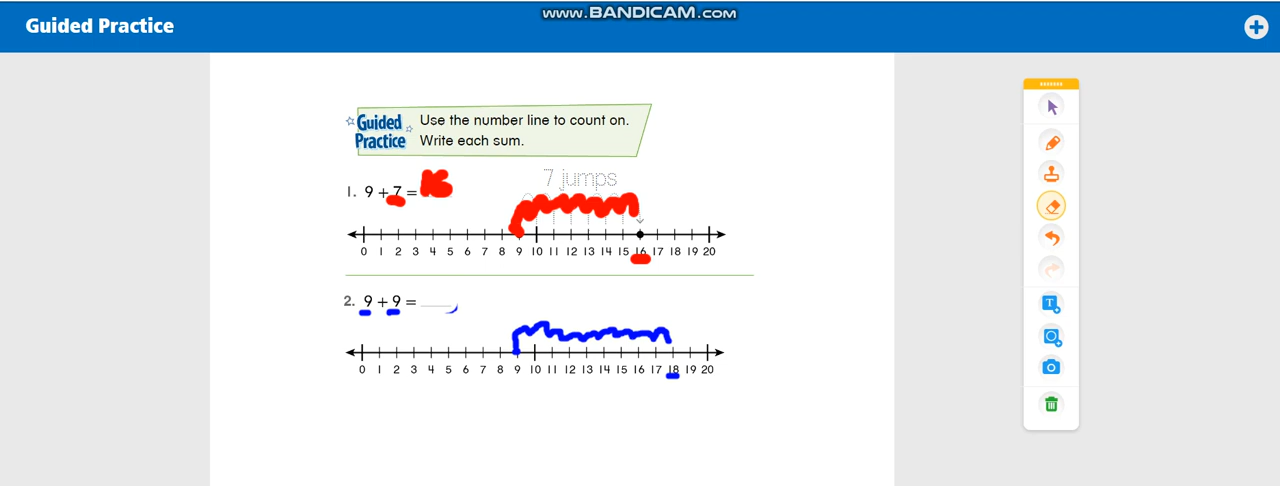 www.BANDICAM.com
Guided Practice
Guided Practice
Use the number line to count on.
Write each sum.
7 jumps
1. 9 + 7 =
0 1 2 3 4 5 6 7 8 9 10 11 12 13 14 15 16 17 18 19 20
2. 9 + 9 =
0 1 2 3 4 5 6 7 8 9 10 11 12 13 14 15 16 17 18 19 20
T